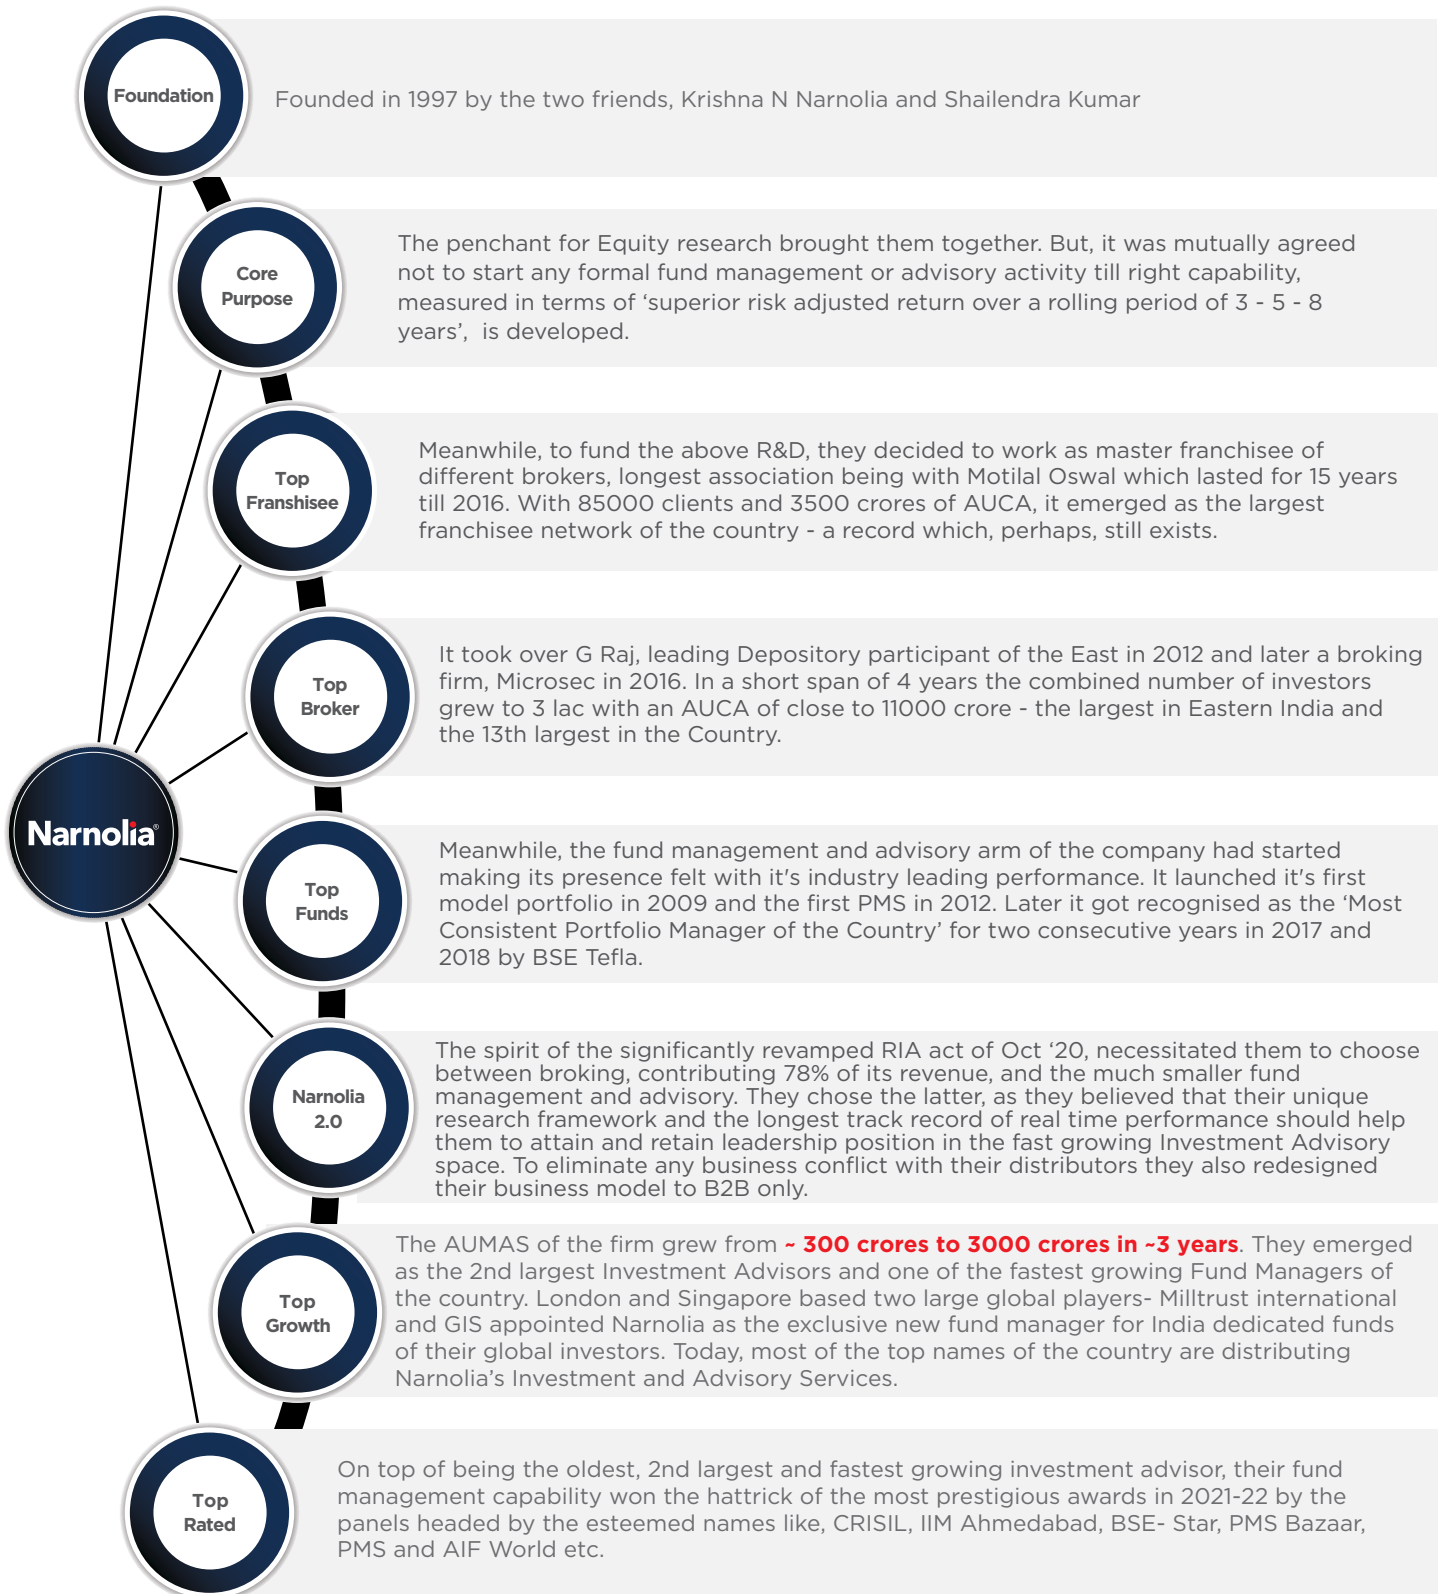 Foundation
Founded in 1997 by the two friends, Krishna N Narnolia and Shailendra Kumar
Core
Purpose
The penchant for Equity research brought them together. But, it was mutually agreed
not to start any formal fund management or advisory activity till right capability,
measured in terms of ‘superior risk adjusted return over a rolling period of 3 - 5 - 8
years’, is developed.
Top
Franshisee
Meanwhile, to fund the above R&D, they decided to work as master franchisee of
different brokers, longest association being with Motilal Oswal which lasted for 15 years
till 2016. With 85000 clients and 3500 crores of AUCA, it emerged as the largest
franchisee network of the country - a record which, perhaps, still exists.
Top
Broker
It took over G Raj, leading Depository participant of the East in 2012 and later a broking
firm, Microsec in 2016. In a short span of 4 years the combined number of investors
grew to 3 lac with an AUCA of close to 11000 crore - the largest in Eastern India and
the 13th largest in the Country.
Narnolia®
Top
Funds
Meanwhile, the fund management and advisory arm of the company had started
making its presence felt with it's industry leading performance. It launched it's first
model portfolio in 2009 and the first PMS in 2012. Later it got recognised as the ‘Most
Consistent Portfolio Manager of the Country’ for two consecutive years in 2017 and
2018 by BSE Tefla.
Narnolia
2.0
The spirit of the significantly revamped RIA act of Oct ‘20, necessitated them to choose
between broking, contributing 78% of its revenue, and the much smaller fund
management and advisory. They chose the latter, as they believed that their unique
research framework and the longest track record of real time performance should help
them to attain and retain leadership position in the fast growing Investment Advisory
space. To eliminate any business conflict with their distributors they also redesigned
their business model to B2B only.
Top
Growth
The AUMAS of the firm grew from ~ 300 crores to 3000 crores in ~3 years. They emerged
as the 2nd largest Investment Advisors and one of the fastest growing Fund Managers of
the country. London and Singapore based two large global players- Milltrust international
and GIS appointed Narnolia as the exclusive new fund manager for India dedicated funds
of their global investors. Today, most of the top names of the country are distributing
Narnolia’s Investment and Advisory Services.
Top
Rated
On top of being the oldest, 2nd largest and fastest growing investment advisor, their fund
management capability won the hattrick of the most prestigious awards in 2021-22 by the
panels headed by the esteemed names like, CRISIL, IIM Ahmedabad, BSE- Star, PMS Bazaar,
PMS and AIF World etc.